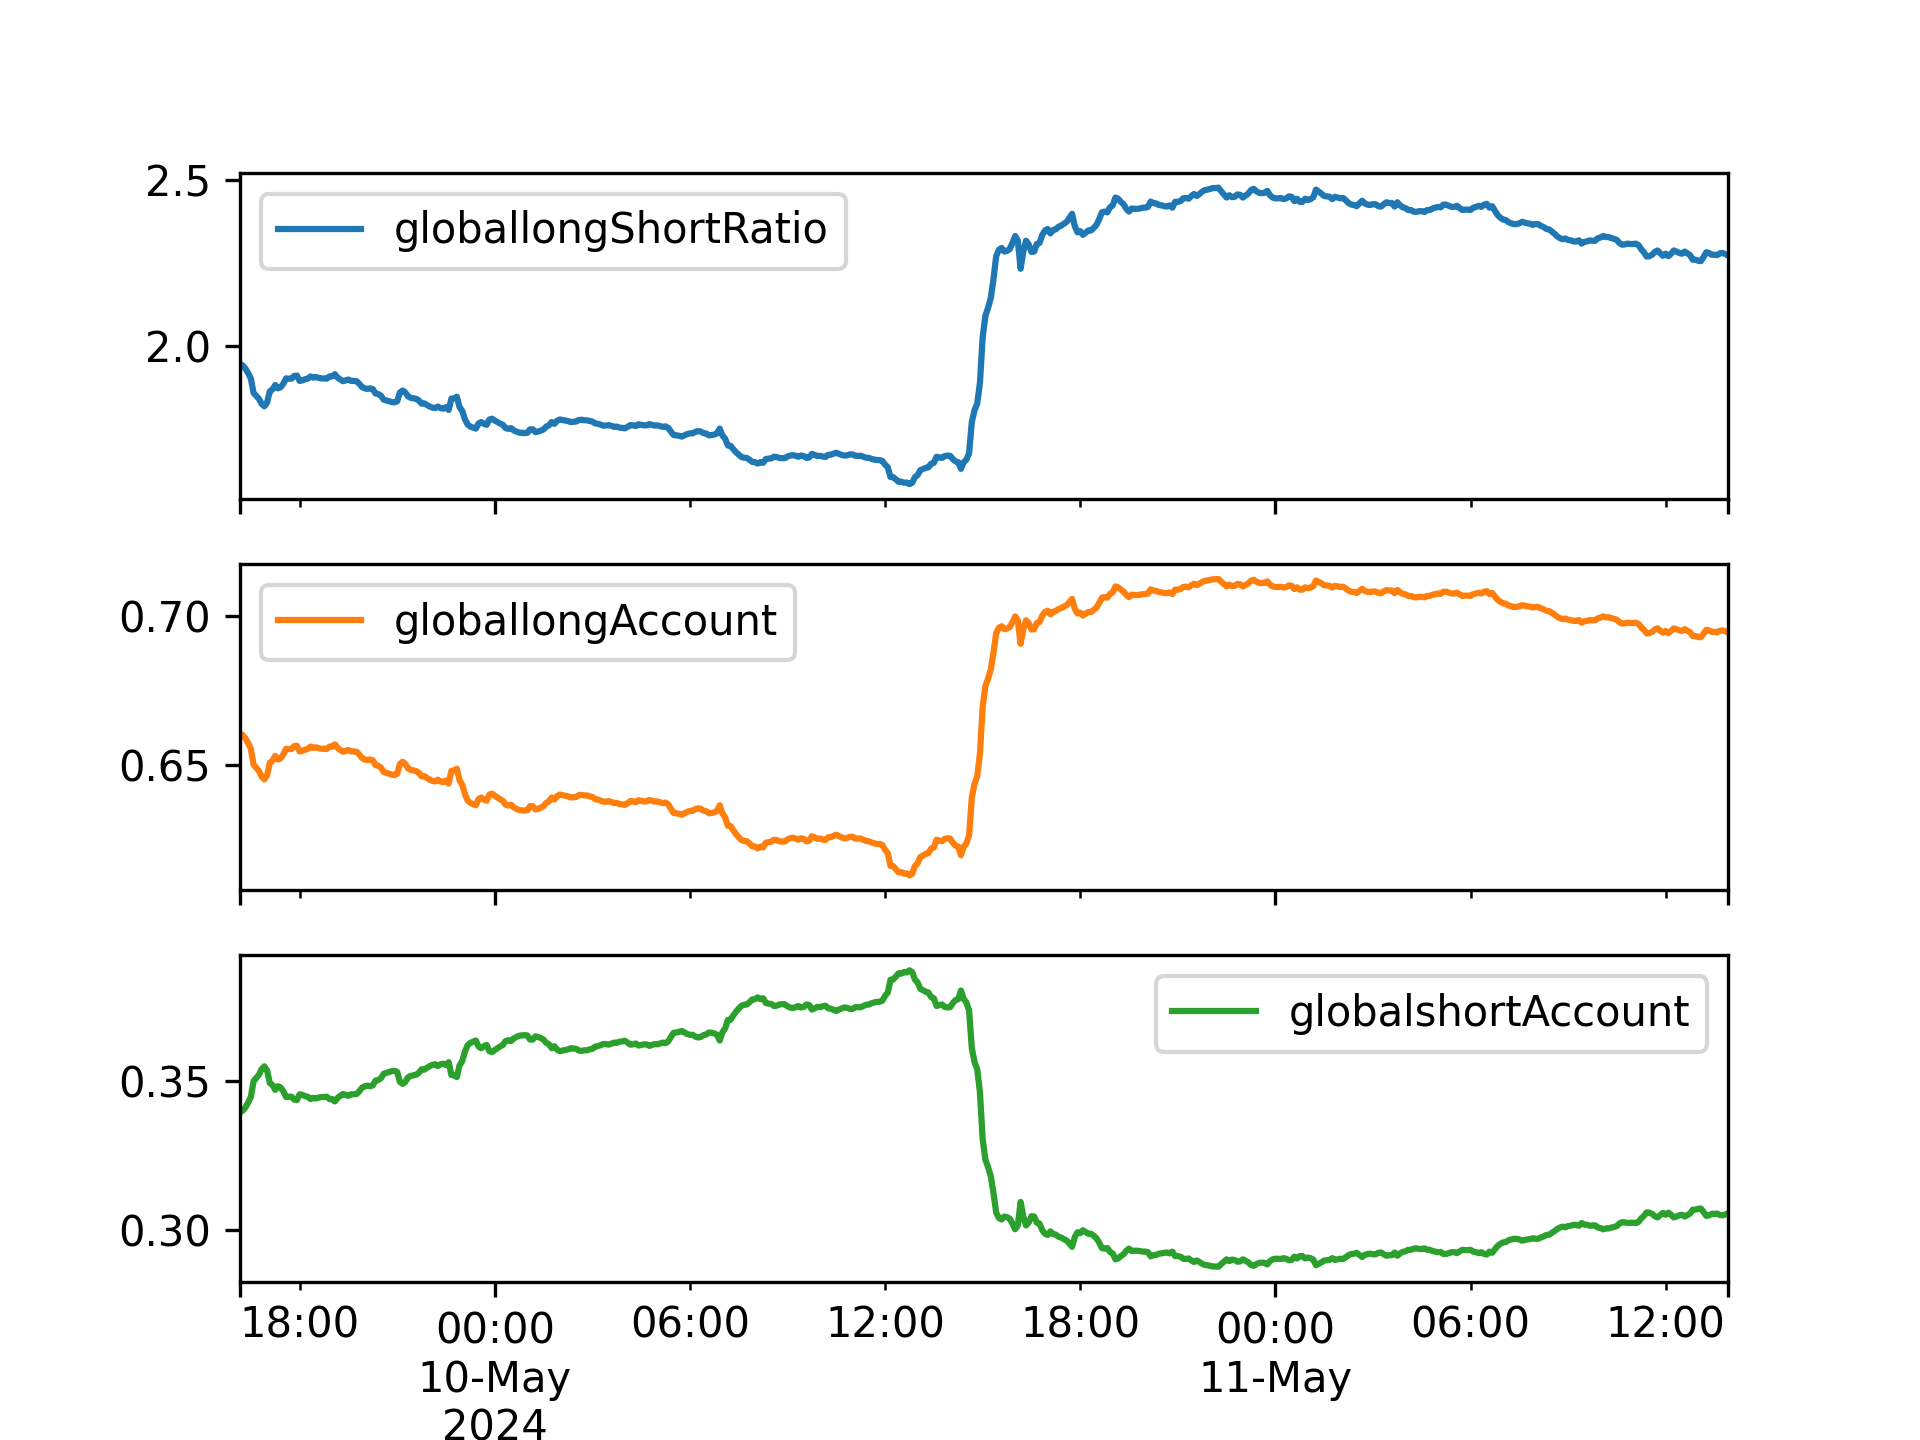 2.5
globallongShortRatio
2.0
0.70
globallongAccount
0.65
globalshortAccount
0.35
0.30
18:00 00:00 06:00 12:00 18:00 00:00 06:00 12:00
10-May 11-May
2024